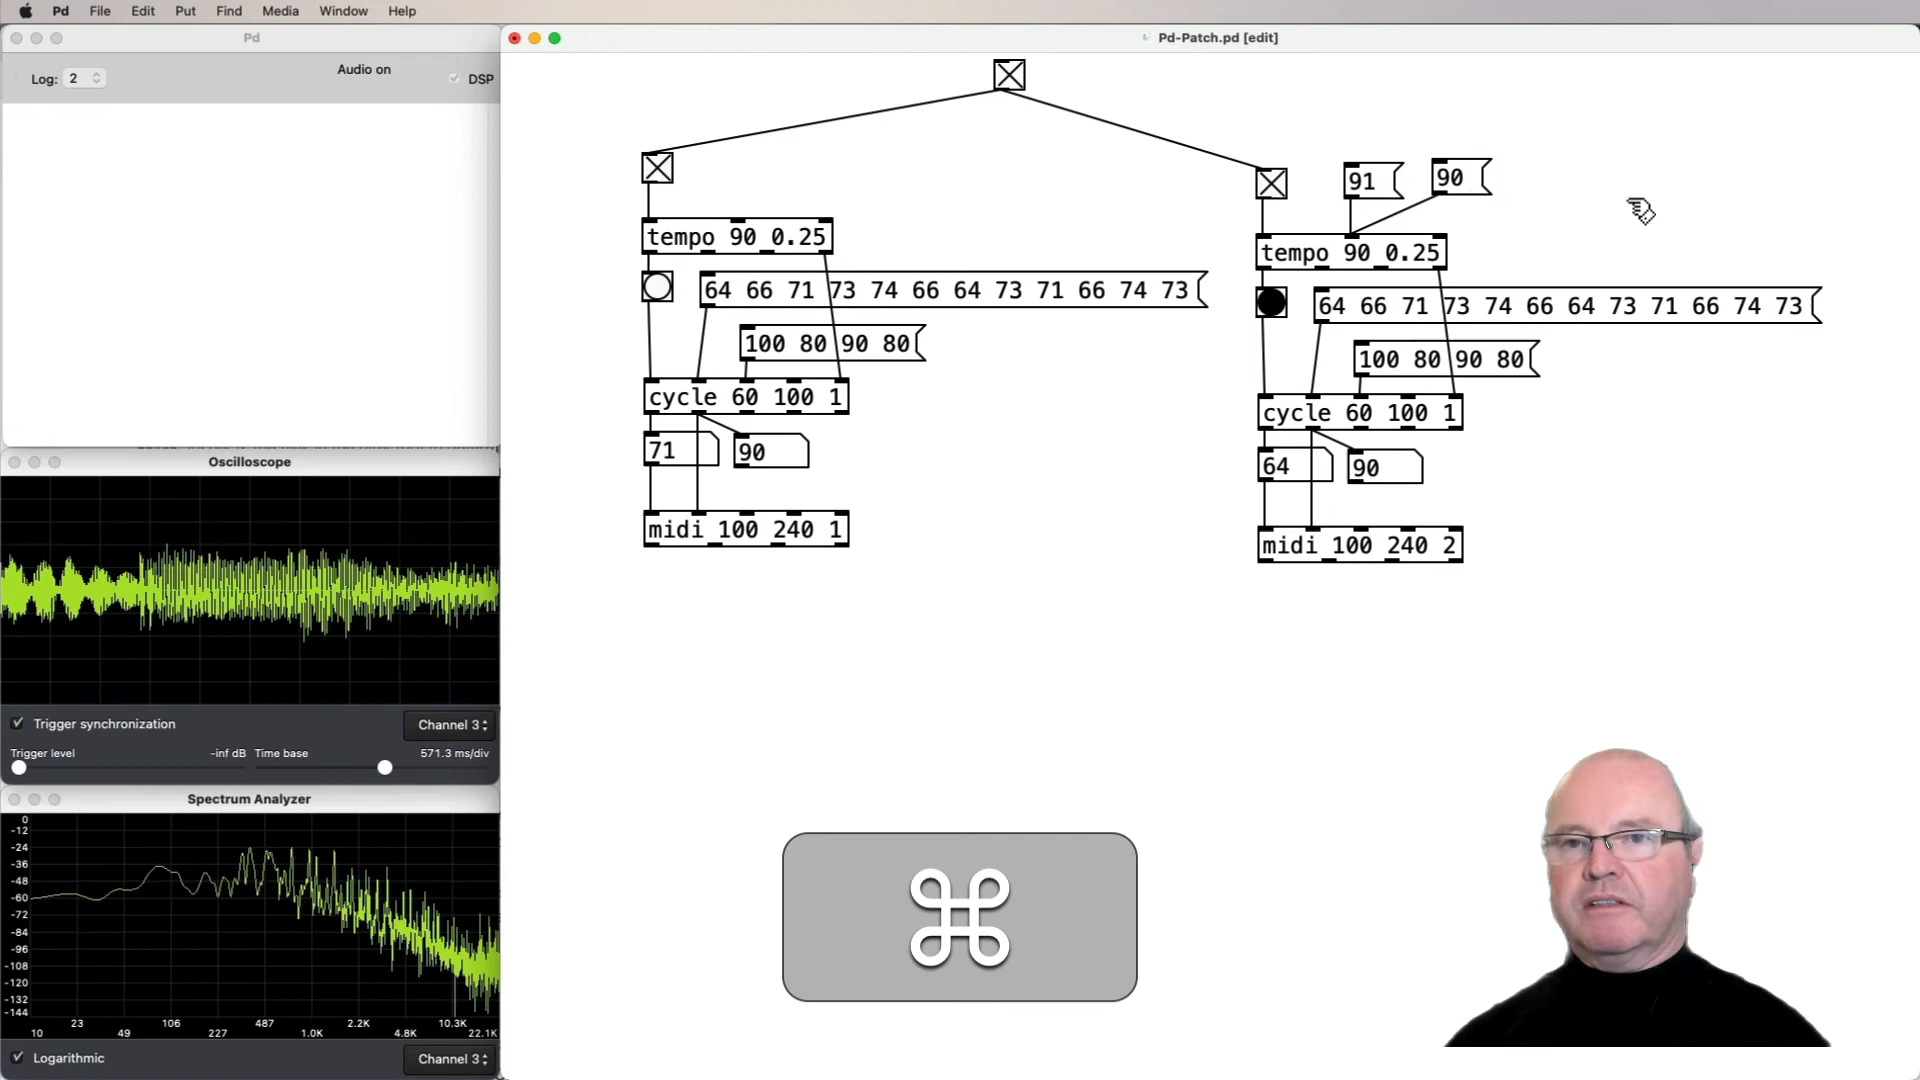 Pd File Edit Put Find Media Window Help
Pd
Log: 2
Audio on
DSP
Pd-Patch.pd [edit]
91
90
tempo 90 0.25
tempo 90 0.25
64 66 71 73 74 66 64 73 71 66 74 73
64 66 71 73 74 66 64 73 71 66 74 73
100 80 90 80
100 80 90 80
cycle 60 100 1
cycle 60 100 1
71
90
64
90
midi 100 240 1
midi 100 240 2
Oscilloscope
Trigger synchronization
Channel 3
Trigger level
-inf dB
Time base
571.3 ms/div
Spectrum Analyzer
0
-12
-24
-36
-48
-60
-72
-84
-96
-108
-120
-132
-144
23 106 487 2.2K 10.3K
10 49 227 1.0K 4.8K 22.1K
Logarithmic
Channel 3
⌘